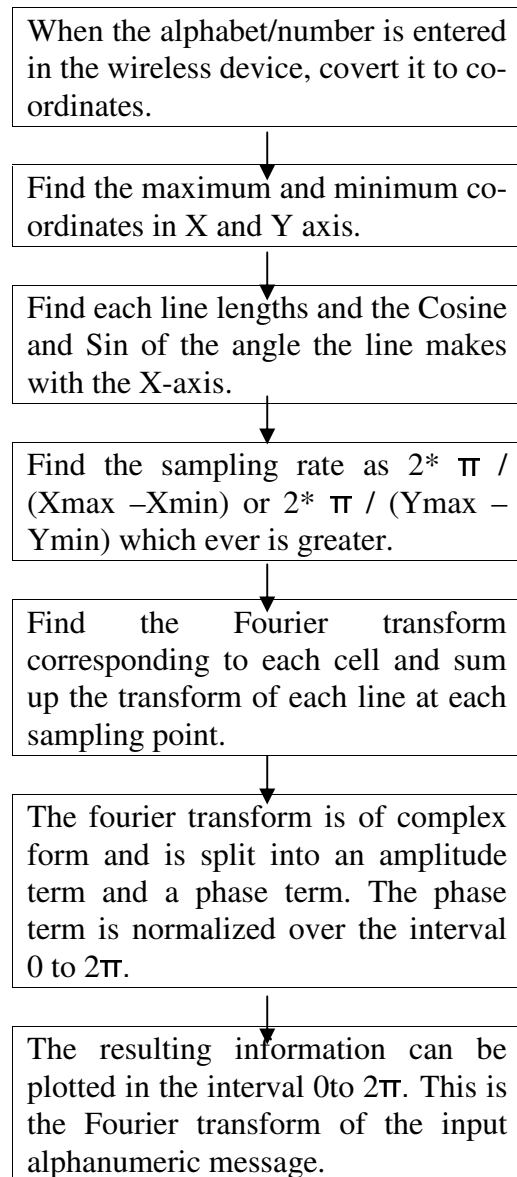 When the alphabet/number is entered
in the wireless device, covert it to co-
ordinates.
Find the maximum and minimum co-
ordinates in X and Y axis.
Find each line lengths and the Cosine
and Sin of the angle the line makes
with the X-axis.
Find the sampling rate as 2* π /
(Xmax –Xmin) or 2* π / (Ymax –
Ymin) which ever is greater.
Find the Fourier transform
corresponding to each cell and sum
up the transform of each line at each
sampling point.
The fourier transform is of complex
form and is split into an amplitude
term and a phase term. The phase
term is normalized over the interval
0 to 2π.
The resulting information can be
plotted in the interval 0to 2π. This is
the Fourier transform of the input
alphanumeric message.